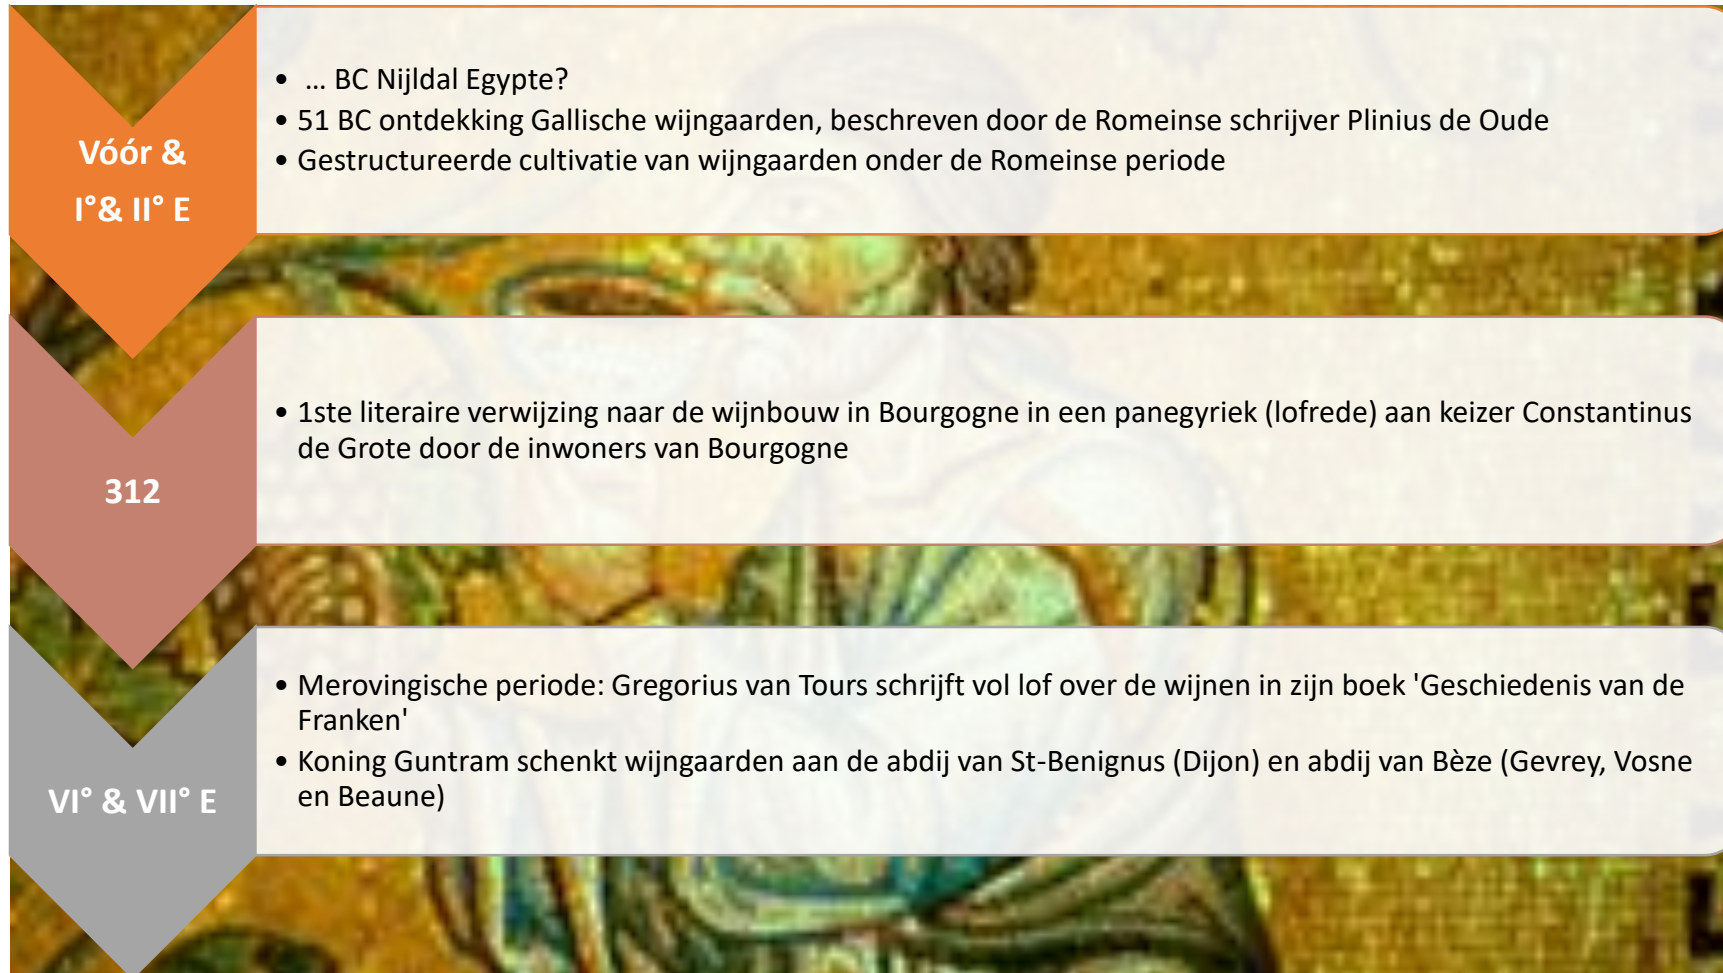 Vóór &
I°& II° E
• ... BC Nijldal Egypte?
• 51 BC ontdekking Gallische wijngaarden, beschreven door de Romeinse schrijver Plinius de Oude
• Gestructureerde cultivatie van wijngaarden onder de Romeinse periode
312
• 1ste literaire verwijzing naar de wijnbouw in Bourgogne in een panegyriek (lofrede) aan keizer Constantinus
de Grote door de inwoners van Bourgogne
VI° & VII° E
• Merovingische periode: Gregorius van Tours schrijft vol lof over de wijnen in zijn boek 'Geschiedenis van de
Franken'
• Koning Guntram schenkt wijngaarden aan de abdij van St-Benignus (Dijon) en abdij van Bèze (Gevrey, Vosne
en Beaune)